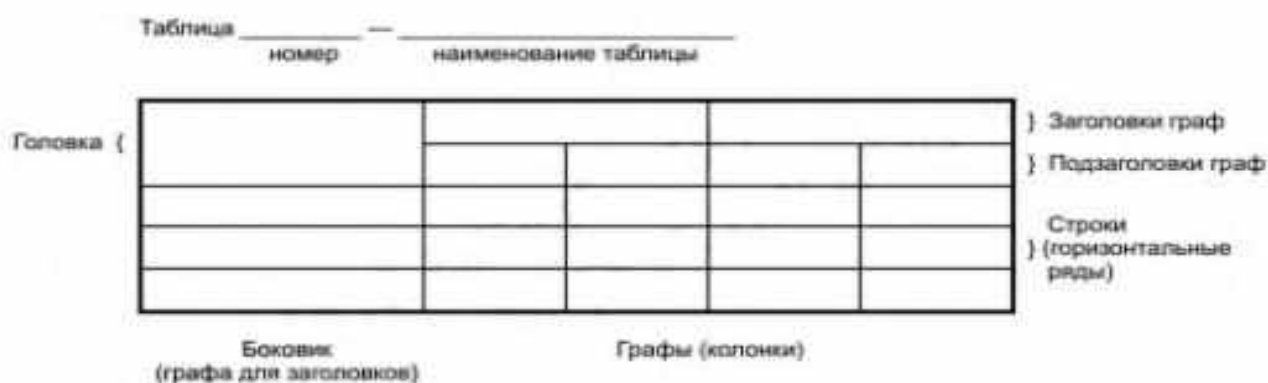 Таблица _________ — _________________________
номер наименование таблицы
Головка {
} Заголовки граф
} Подзаголовки граф
Строки
} (горизонтальные
ряды)
Боковик Графы (колонки)
(графа для заголовков)